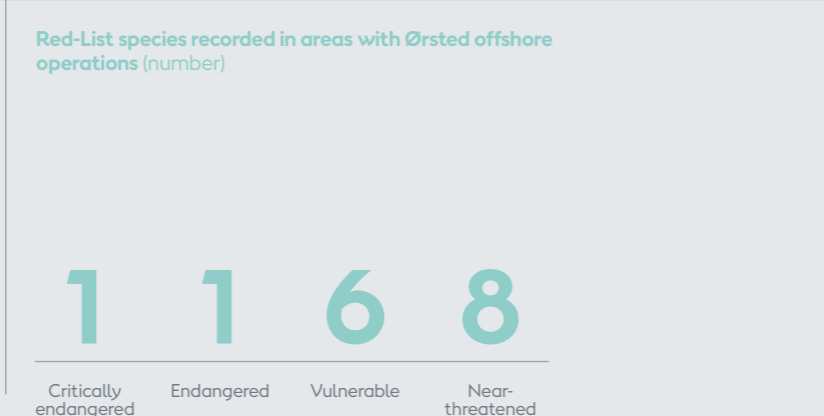 Red-List species recorded in areas with Ørsted offshore
operations (number)
1 1 6 8
Critically endangered
Endangered
Vulnerable
Near-
threatened